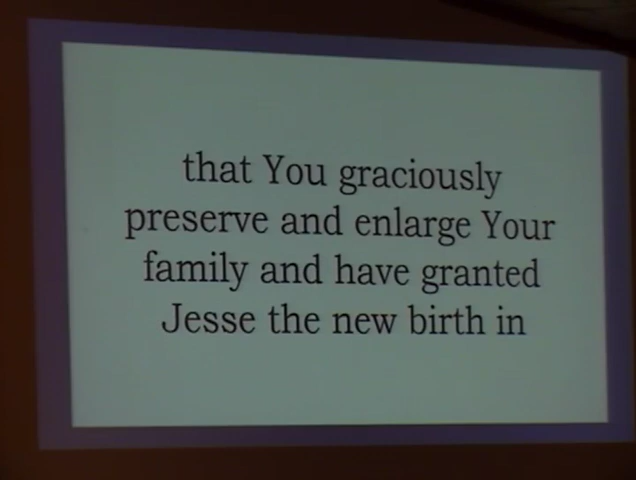 that You graciously
preserve and enlarge Your
family and have granted
Jesse the new birth in